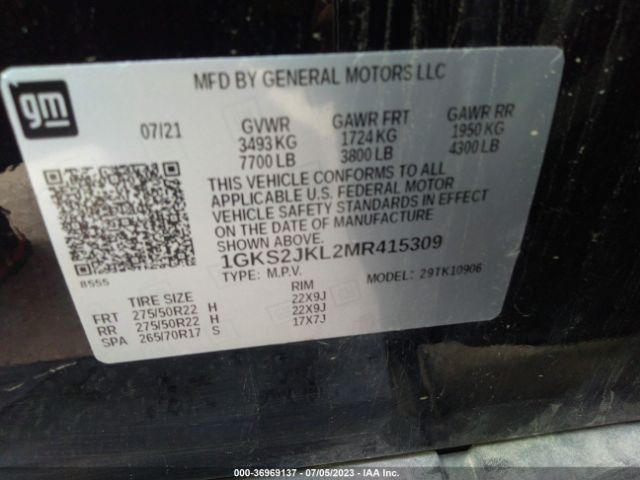 gm
MFD BY GENERAL MOTORS LLC
07/21 GVWR GAWR FRT GAWR RR
3493 KG 1724 KG 1950 KG
7700 LB 3800 LB 4300 LB
THIS VEHICLE CONFORMS TO ALL
APPLICABLE U.S. FEDERAL MOTOR
VEHICLE SAFETY STANDARDS IN EFFECT
ON THE DATE OF MANUFACTURE
SHOWN ABOVE.
1GKS2JKL2MR415309
8555
TYPE: M.P.V. MODEL: 29TK10906
TIRE SIZE RIM
FRT 275/50R22 H 22X9J
RR 275/50R22 H 22X9J
SPA 265/70R17 S 17X7J
000-36969137 - 07/05/2023 - IAA Inc.